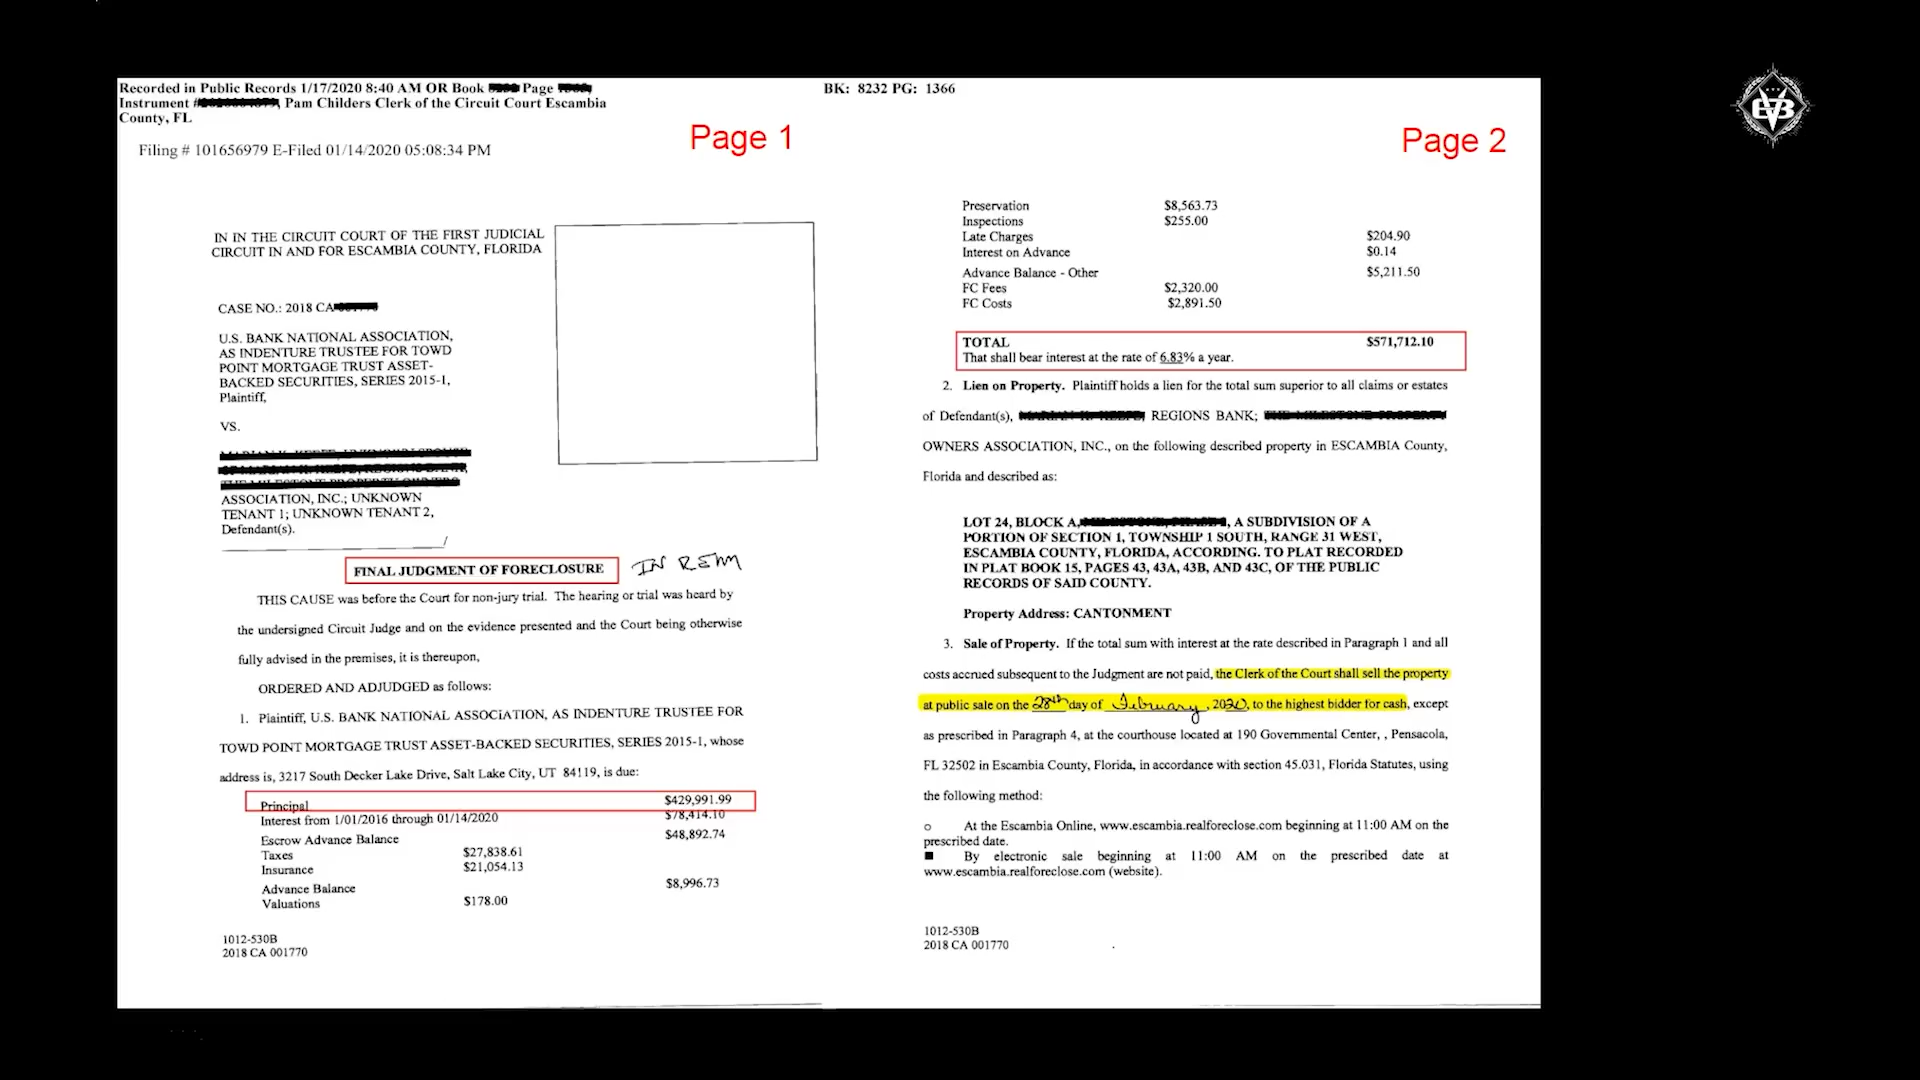 Recorded in Public Records 1/17/2020 8:40 AM OR Book Page
Instrument # , Pam Childers Clerk of the Circuit Court Escambia
County, FL
Filing # 101656979 E-Filed 01/14/2020 05:08:34 PM
Page 1
IN IN THE CIRCUIT COURT OF THE FIRST JUDICIAL
CIRCUIT IN AND FOR ESCAMBIA COUNTY, FLORIDA
CASE NO.: 2018 CA
U.S. BANK NATIONAL ASSOCIATION,
AS INDENTURE TRUSTEE FOR TOWD
POINT MORTGAGE TRUST ASSET-
BACKED SECURITIES, SERIES 2015-1,
Plaintiff,
VS.
ASSOCIATION, INC.; UNKNOWN
TENANT 1; UNKNOWN TENANT 2,
Defendant(s).
/
FINAL JUDGMENT OF FORECLOSURE IN REM
THIS CAUSE was before the Court for non-jury trial. The hearing or trial was heard by
the undersigned Circuit Judge and on the evidence presented and the Court being otherwise
fully advised in the premises, it is thereupon,
ORDERED AND ADJUDGED as follows:
1. Plaintiff, U.S. BANK NATIONAL ASSOCIATION, AS INDENTURE TRUSTEE FOR
TOWD POINT MORTGAGE TRUST ASSET-BACKED SECURITIES, SERIES 2015-1, whose
address is, 3217 South Decker Lake Drive, Salt Lake City, UT 84119, is due:
Principal $429,991.99
Interest from 1/01/2016 through 01/14/2020 $78,414.10
Escrow Advance Balance $48,892.74
Taxes $27,838.61
Insurance $21,054.13
Advance Balance $8,996.73
Valuations $178.00
1012-530B
2018 CA 001770
BK: 8232 PG: 1366
Page 2
Preservation $8,563.73
Inspections $255.00
Late Charges $204.90
Interest on Advance $0.14
Advance Balance - Other $5,211.50
FC Fees $2,320.00
FC Costs $2,891.50
TOTAL $571,712.10
That shall bear interest at the rate of 6.83% a year.
2. Lien on Property. Plaintiff holds a lien for the total sum superior to all claims or estates
of Defendant(s), REGIONS BANK;
OWNERS ASSOCIATION, INC., on the following described property in ESCAMBIA County,
Florida and described as:
LOT 24, BLOCK A, , A SUBDIVISION OF A
PORTION OF SECTION 1, TOWNSHIP 1 SOUTH, RANGE 31 WEST,
ESCAMBIA COUNTY, FLORIDA, ACCORDING. TO PLAT RECORDED
IN PLAT BOOK 15, PAGES 43, 43A, 43B, AND 43C, OF THE PUBLIC
RECORDS OF SAID COUNTY.
Property Address: CANTONMENT
3. Sale of Property. If the total sum with interest at the rate described in Paragraph 1 and all
costs accrued subsequent to the Judgment are not paid, the Clerk of the Court shall sell the property
at public sale on the 28th day of February, 2020, to the highest bidder for cash, except
as prescribed in Paragraph 4, at the courthouse located at 190 Governmental Center, , Pensacola,
FL 32502 in Escambia County, Florida, in accordance with section 45.031, Florida Statutes, using
the following method:
o At the Escambia Online, www.escambia.realforeclose.com beginning at 11:00 AM on the
prescribed date.
■ By electronic sale beginning at 11:00 AM on the prescribed date at
www.escambia.realforeclose.com (website).
1012-530B
2018 CA 001770